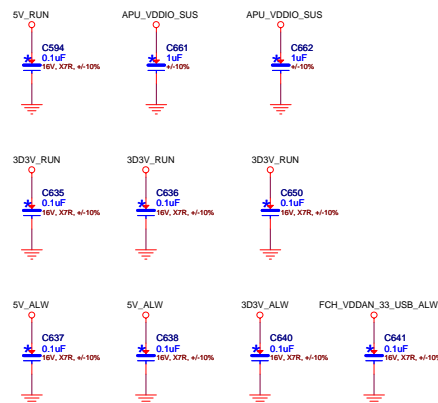 5V_RUN APU_VDDIO_SUS APU_VDDIO_SUS
C594 C661 C662
* 0.1uF * 1uF * 1uF
16V, X7R, +/-10% +/-10% +/-10%
3D3V_RUN 3D3V_RUN 3D3V_RUN
C635 C636 C650
* 0.1uF * 0.1uF * 0.1uF
16V, X7R, +/-10% 16V, X7R, +/-10% 16V, X7R, +/-10%
5V_ALW 5V_ALW 3D3V_ALW FCH_VDDAN_33_USB_ALW
C637 C638 C640 C641
* 0.1uF * 0.1uF * 0.1uF * 0.1uF
16V, X7R, +/-10% 16V, X7R, +/-10% 16V, X7R, +/-10% 16V, X7R, +/-10%